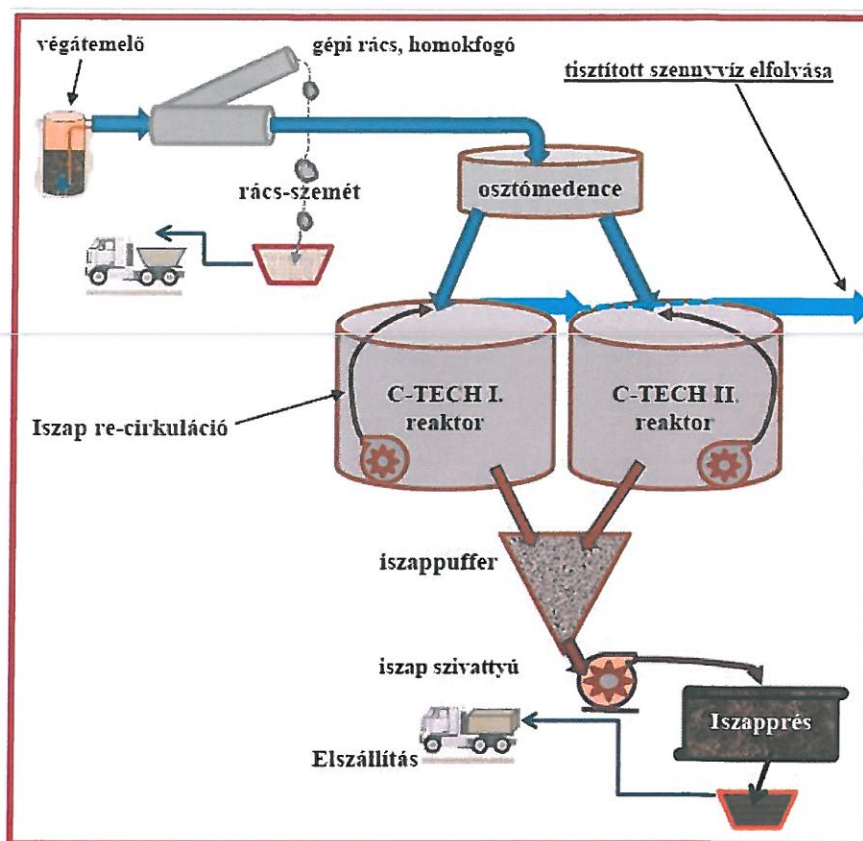 végátemelő
gépi rács, homokfogó
tisztított szennyvíz elfolyása
osztómedence
rács-szemét
C-TECH I.
reaktor
C-TECH II.
reaktor
Iszap re-cirkuláció
iszappuffer
iszap szivattyú
Iszapprés
Elszállítás